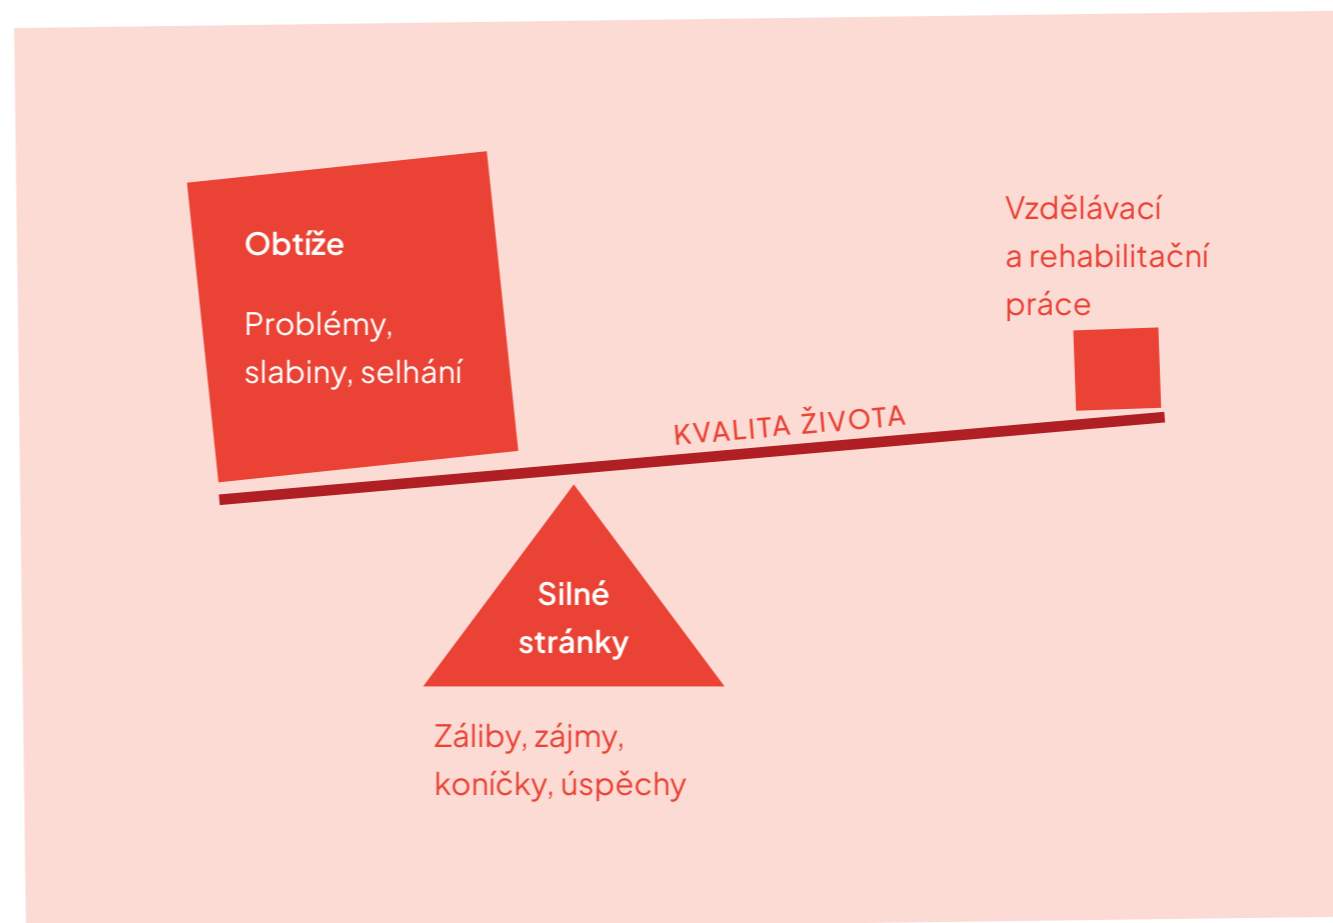 Obtíže
Problémy,
slabiny, selhání
Vzdělávací
a rehabilitační
práce
KVALITA ŽIVOTA
Silné
stránky
Záliby, zájmy,
koníčky, úspěchy